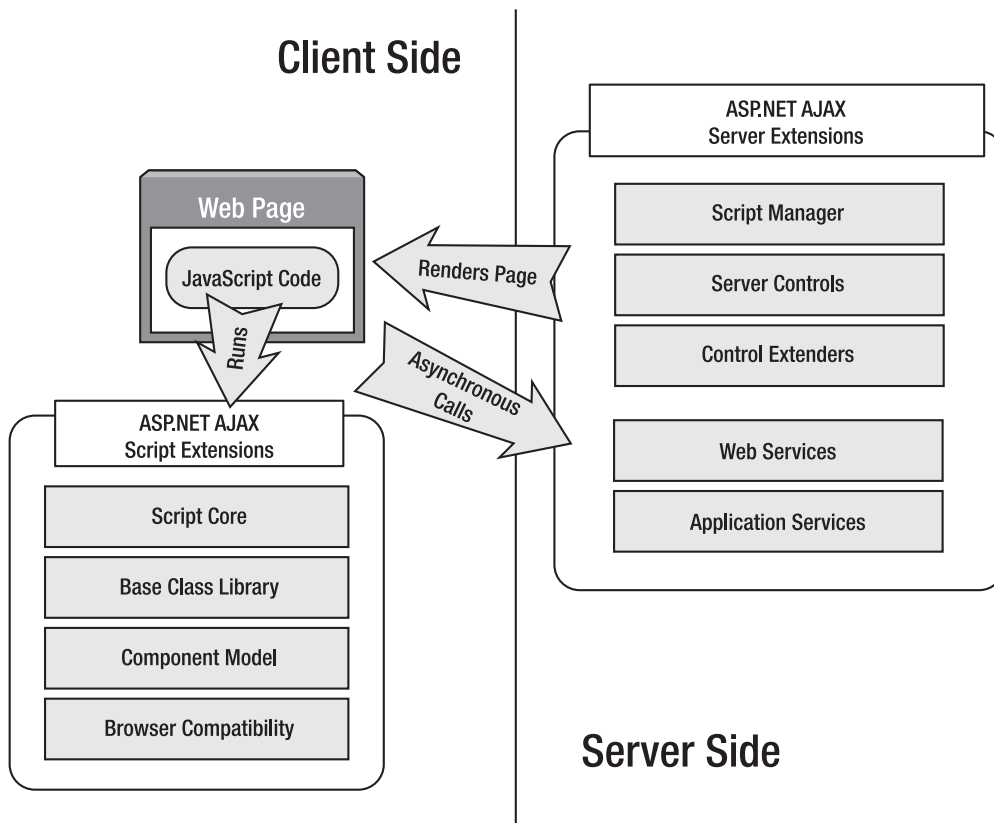 Client Side
ASP.NET AJAX
Server Extensions
Script Manager
Server Controls
Control Extenders
Web Services
Application Services
Web Page
JavaScript Code
Renders Page
Runs
Asynchronous
Calls
ASP.NET AJAX
Script Extensions
Script Core
Base Class Library
Component Model
Browser Compatibility
Server Side